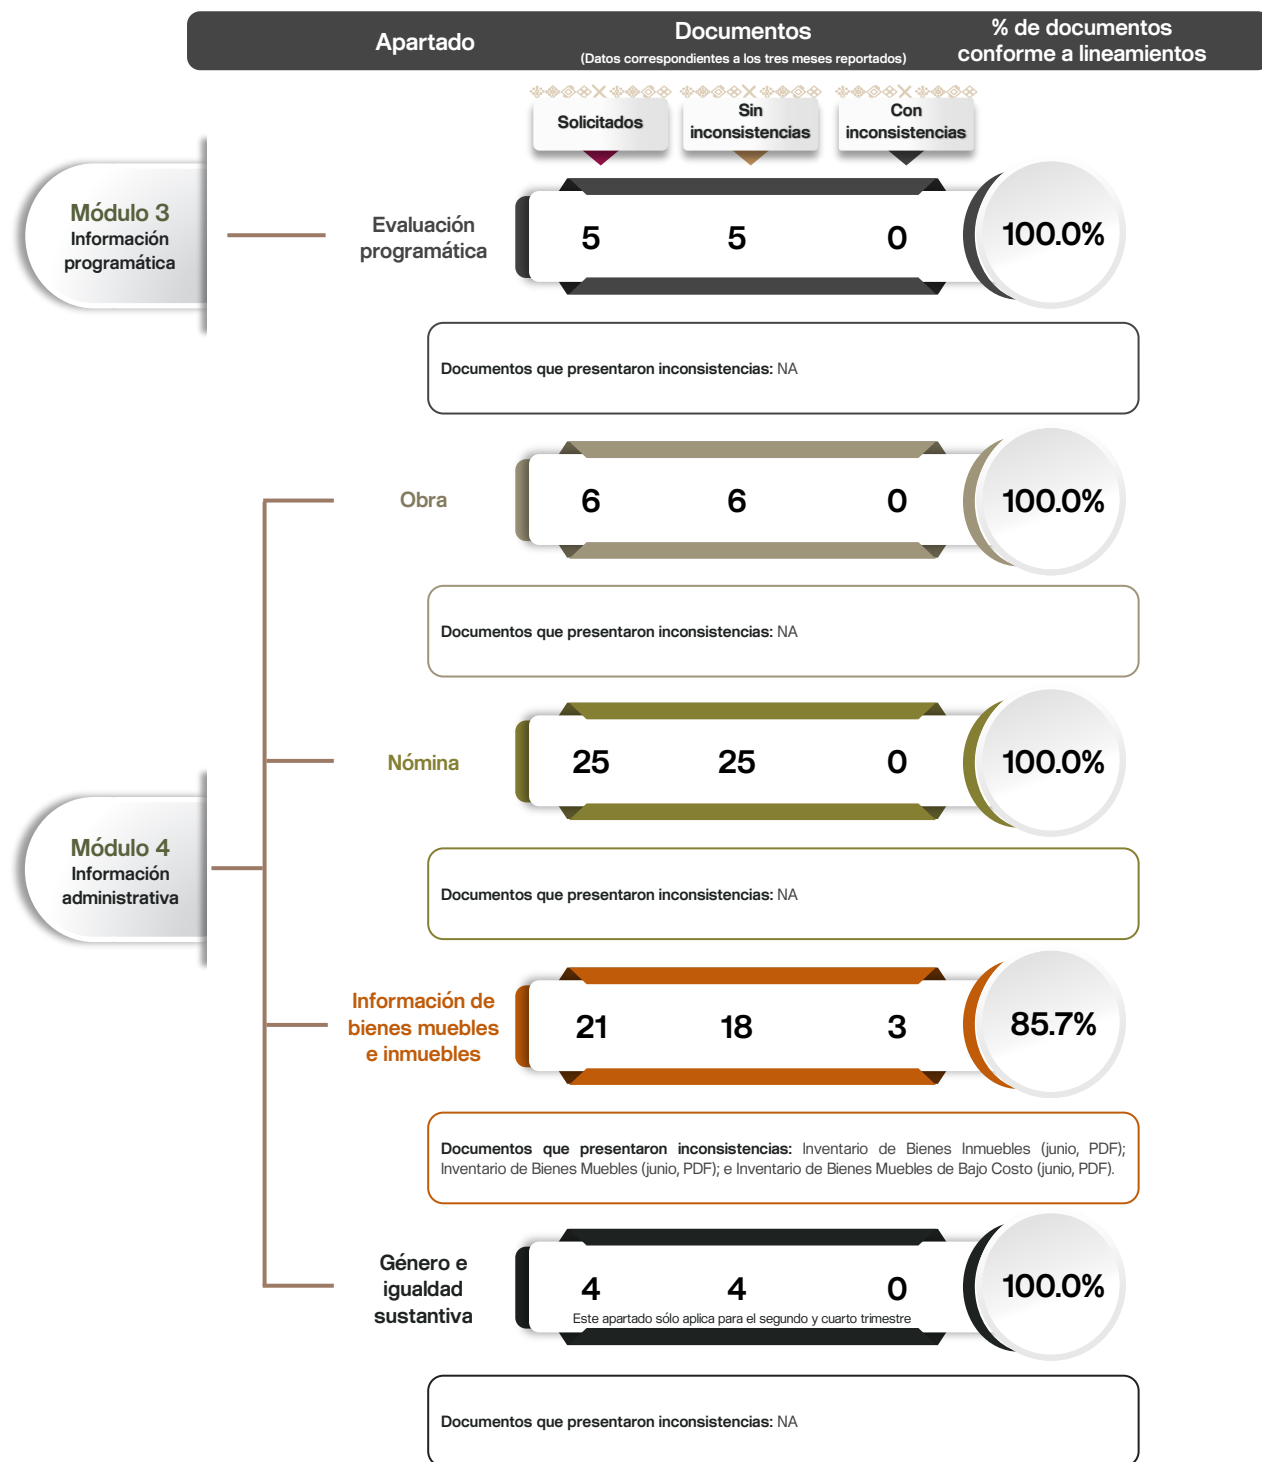 Apartado
Documentos
(Datos correspondientes a los tres meses reportados)
% de documentos
conforme a lineamientos
Solicitados
Sin
inconsistencias
Con
inconsistencias
Módulo 3
Información
programática
Evaluación
programática
5 5 0 100.0%
Documentos que presentaron inconsistencias: NA
Obra
6 6 0 100.0%
Documentos que presentaron inconsistencias: NA
Nómina
25 25 0 100.0%
Documentos que presentaron inconsistencias: NA
Módulo 4
Información
administrativa
Información de
bienes muebles
e inmuebles
21 18 3 85.7%
Documentos que presentaron inconsistencias: Inventario de Bienes Inmuebles (junio, PDF);
Inventario de Bienes Muebles (junio, PDF); e Inventario de Bienes Muebles de Bajo Costo (junio, PDF).
Género e
igualdad
sustantiva
4 4 0 100.0%
Este apartado sólo aplica para el segundo y cuarto trimestre
Documentos que presentaron inconsistencias: NA